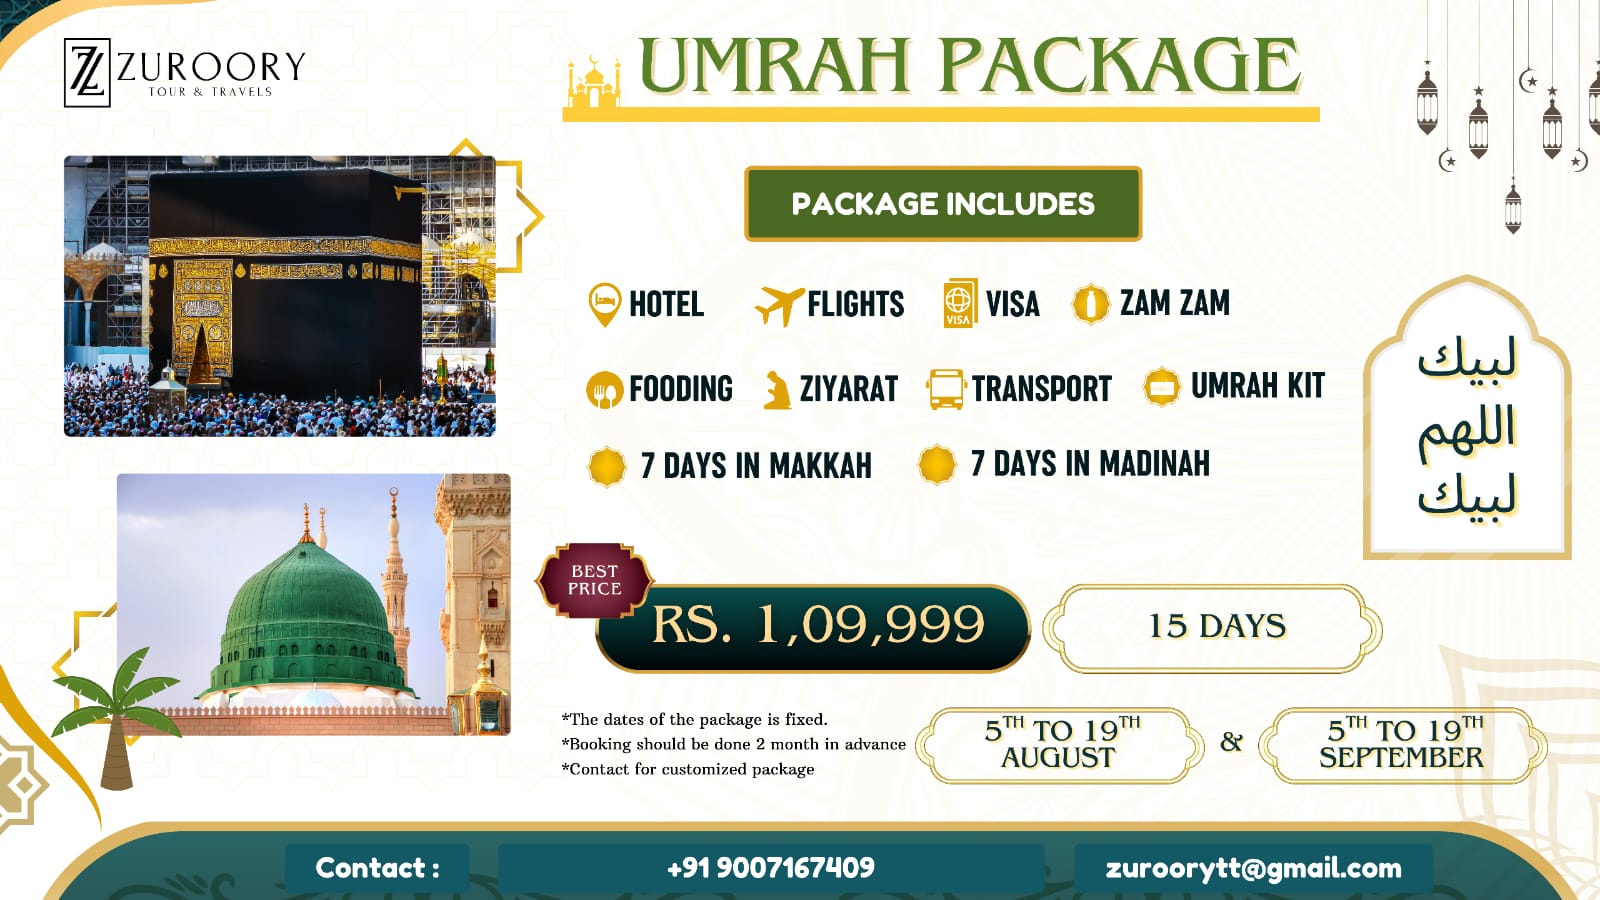 ZUROORY
TOUR & TRAVELS
UMRAH PACKAGE
PACKAGE INCLUDES
HOTEL
FLIGHTS
VISA
VISA
ZAM ZAM
FOODING
ZIYARAT
TRANSPORT
UMRAH KIT
7 DAYS IN MAKKAH
7 DAYS IN MADINAH
لبيك
اللهم
لبيك
BEST
PRICE
RS. 1,09,999
15 DAYS
*The dates of the package is fixed.
*Booking should be done 2 month in advance
*Contact for customized package
5TH TO 19TH
AUGUST
&
5TH TO 19TH
SEPTEMBER
Contact :
+91 9007167409
zuroorytt@gmail.com